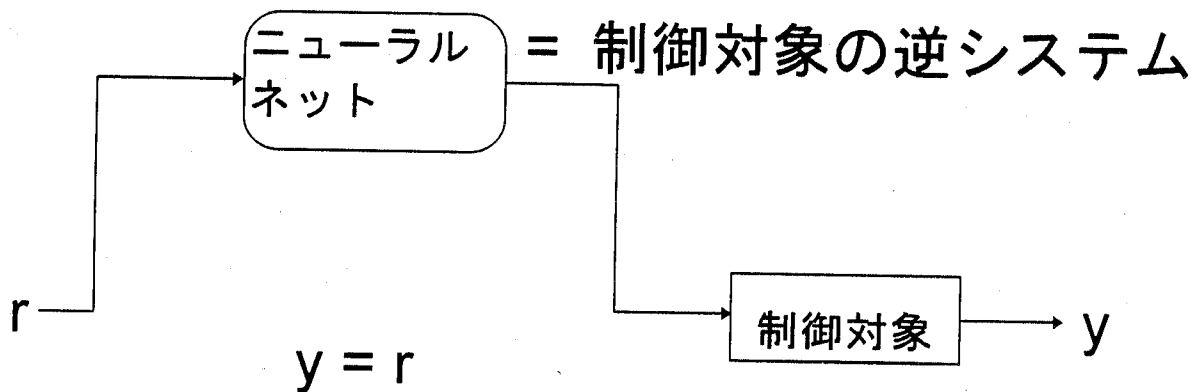 ニューラル
ネット
= 制御対象の逆システム
r
制御対象
y
y = r